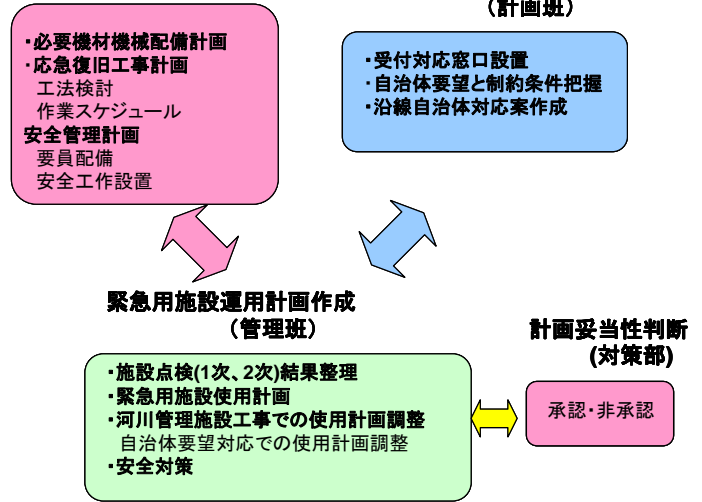 (計画班)
・必要機材機械配備計画
・応急復旧工事計画
工法検討
作業スケジュール
安全管理計画
要員配備
安全工作設置
・受付対応窓口設置
・自治体要望と制約条件把握
・沿線自治体対応案作成
緊急用施設運用計画作成
(管理班)
・施設点検(1次、2次)結果整理
・緊急用施設使用計画
・河川管理施設工事での使用計画調整
自治体要望対応での使用計画調整
・安全対策
計画妥当性判断
(対策部)
承認・非承認